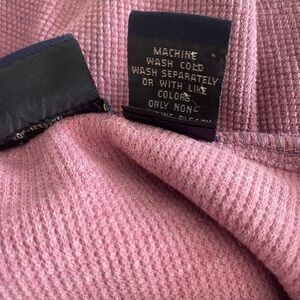 MACHINE
WASH COLD
WASH SEPARATELY
OR WITH LIKE
COLORS
ONLY NON-